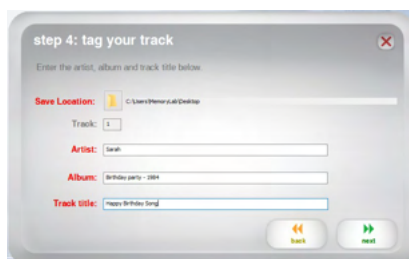 step 4: tag your track
Enter the artist, album and track title below.
Save Location: C:\Users\MemoryLab\Desktop
Track: 1
Artist: Sarah
Album: Birthday party - 1984
Track title: Happy Birthday Song
back next